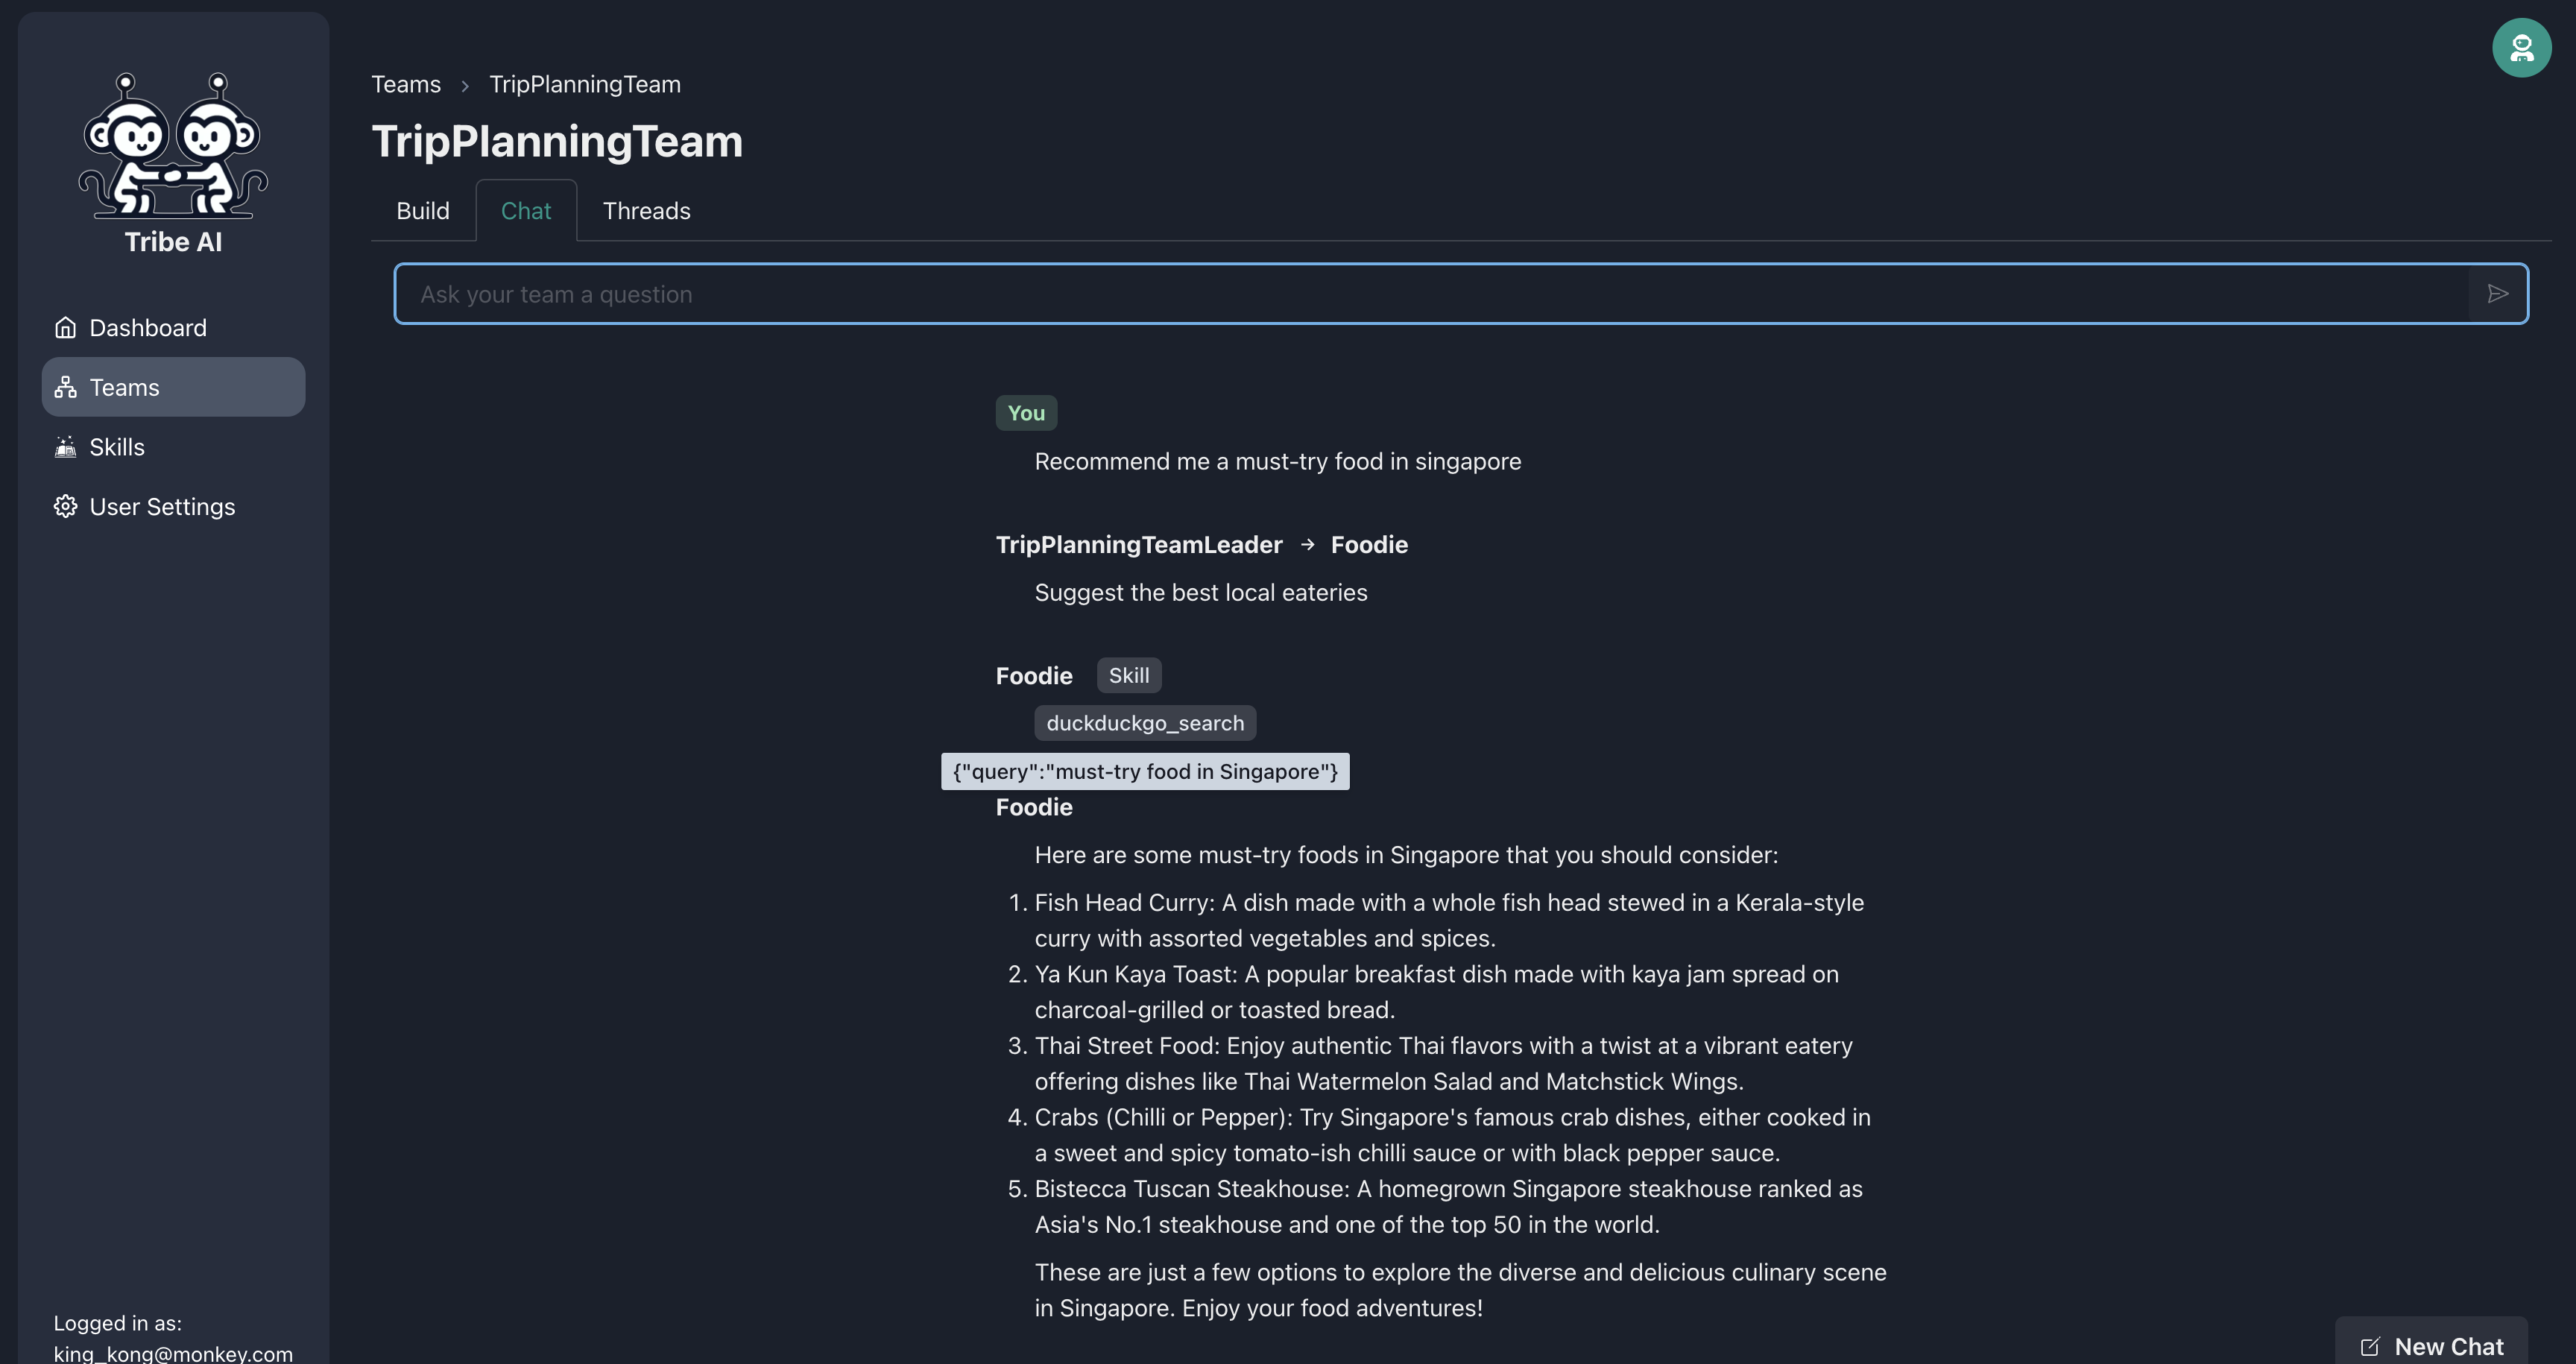 Tribe AI
Dashboard
Teams
Skills
User Settings
Logged in as:
king_kong@monkey.com
Teams > TripPlanningTeam
TripPlanningTeam
Build Chat Threads
Ask your team a question
You
Recommend me a must-try food in singapore
TripPlanningTeamLeader → Foodie
Suggest the best local eateries
Foodie Skill
duckduckgo_search
{"query":"must-try food in Singapore"}
Foodie
Here are some must-try foods in Singapore that you should consider:
1. Fish Head Curry: A dish made with a whole fish head stewed in a Kerala-style
curry with assorted vegetables and spices.
2. Ya Kun Kaya Toast: A popular breakfast dish made with kaya jam spread on
charcoal-grilled or toasted bread.
3. Thai Street Food: Enjoy authentic Thai flavors with a twist at a vibrant eatery
offering dishes like Thai Watermelon Salad and Matchstick Wings.
4. Crabs (Chilli or Pepper): Try Singapore's famous crab dishes, either cooked in
a sweet and spicy tomato-ish chilli sauce or with black pepper sauce.
5. Bistecca Tuscan Steakhouse: A homegrown Singapore steakhouse ranked as
Asia's No.1 steakhouse and one of the top 50 in the world.
These are just a few options to explore the diverse and delicious culinary scene
in Singapore. Enjoy your food adventures!
New Chat